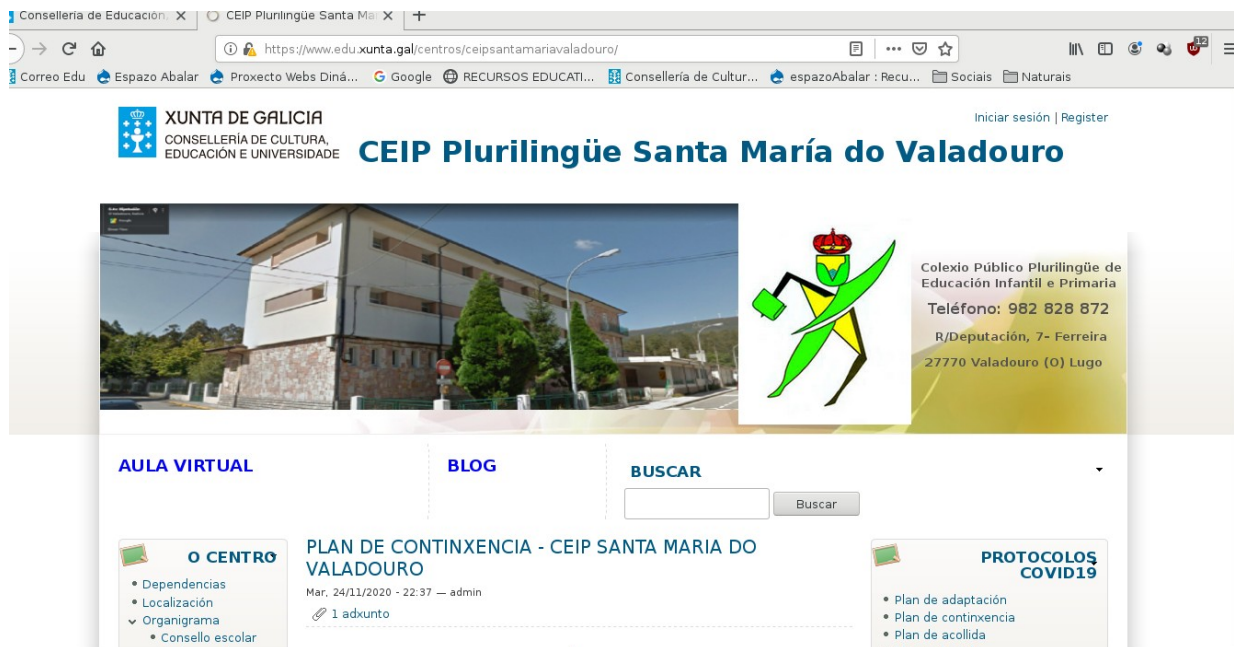 Consellería de Educación,
CEIP Plurilingüe Santa Ma
https://www.edu.xunta.gal/centros/ceipsantamariavaladouro/
12
Correo Edu
Espazo Abalar
Proxecto Webs Diná...
Google
RECURSOS EDUCATI...
Consellería de Cultur...
espazoAbalar : Recu...
Sociais
Naturais
XUNTA DE GALICIA
CONSELLERÍA DE CULTURA,
EDUCACIÓN E UNIVERSIDADE
Iniciar sesión | Register
CEIP Plurilingüe Santa María do Valadouro
Colexio Público Plurilingüe de
Educación Infantil e Primaria
Teléfono: 982 828 872
R/Deputación, 7- Ferreira
27770 Valadouro (O) Lugo
AULA VIRTUAL
BLOG
BUSCAR
Buscar
O CENTRO
Dependencias
Localización
Organigrama
Consello escolar
PLAN DE CONTINXENCIA - CEIP SANTA MARIA DO
VALADOURO
Mar, 24/11/2020 - 22:37 — admin
1 adxunto
PROTOCOLOS
COVID19
Plan de adaptación
Plan de continxencia
Plan de acollida